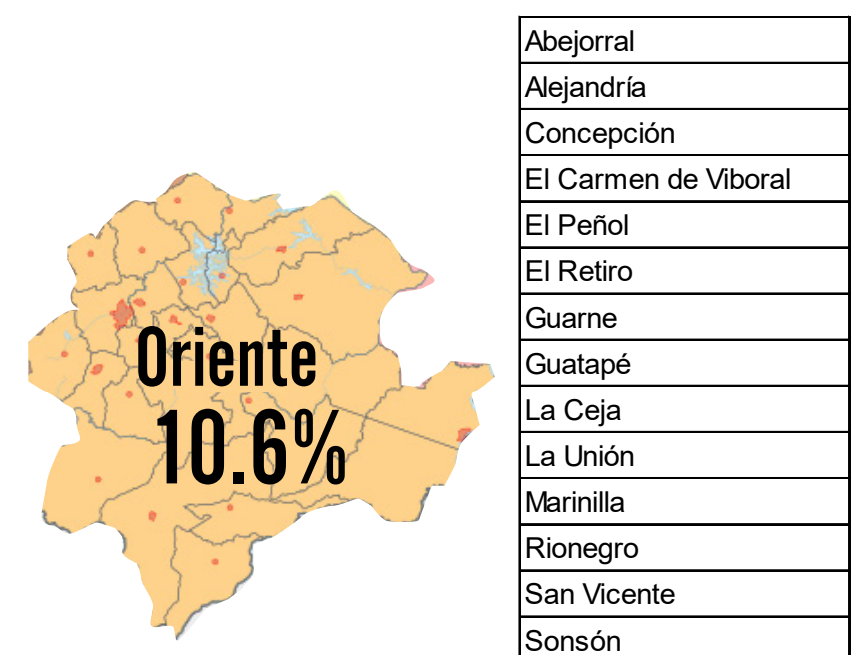 Oriente
10.6%
Abejorral
Alejandría
Concepción
El Carmen de Viboral
El Peñol
El Retiro
Guarne
Guatapé
La Ceja
La Unión
Marinilla
Rionegro
San Vicente
Sonsón